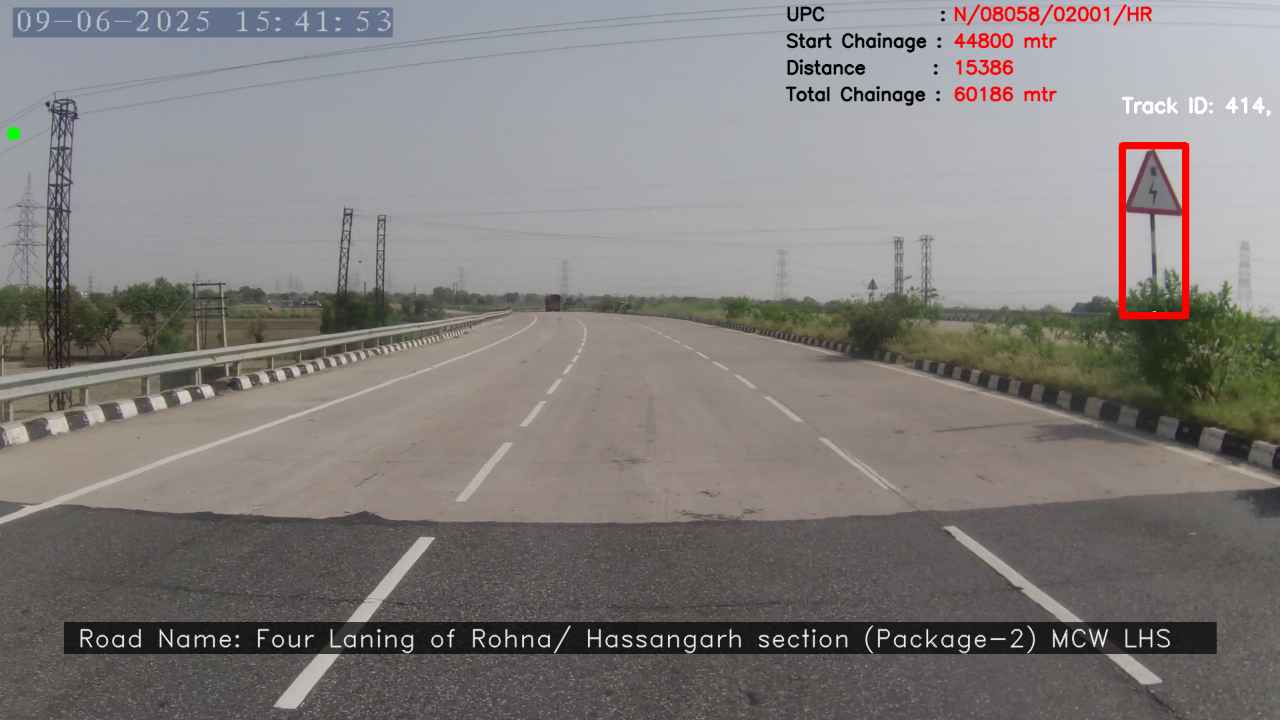 09-06-2025 15:41:53
UPC : N/08058/02001/HR
Start Chainage : 44800 mtr
Distance : 15386
Total Chainage : 60186 mtr
Track ID: 414,
Road Name: Four Laning of Rohna/ Hassangarh section (Package-2) MCW LHS